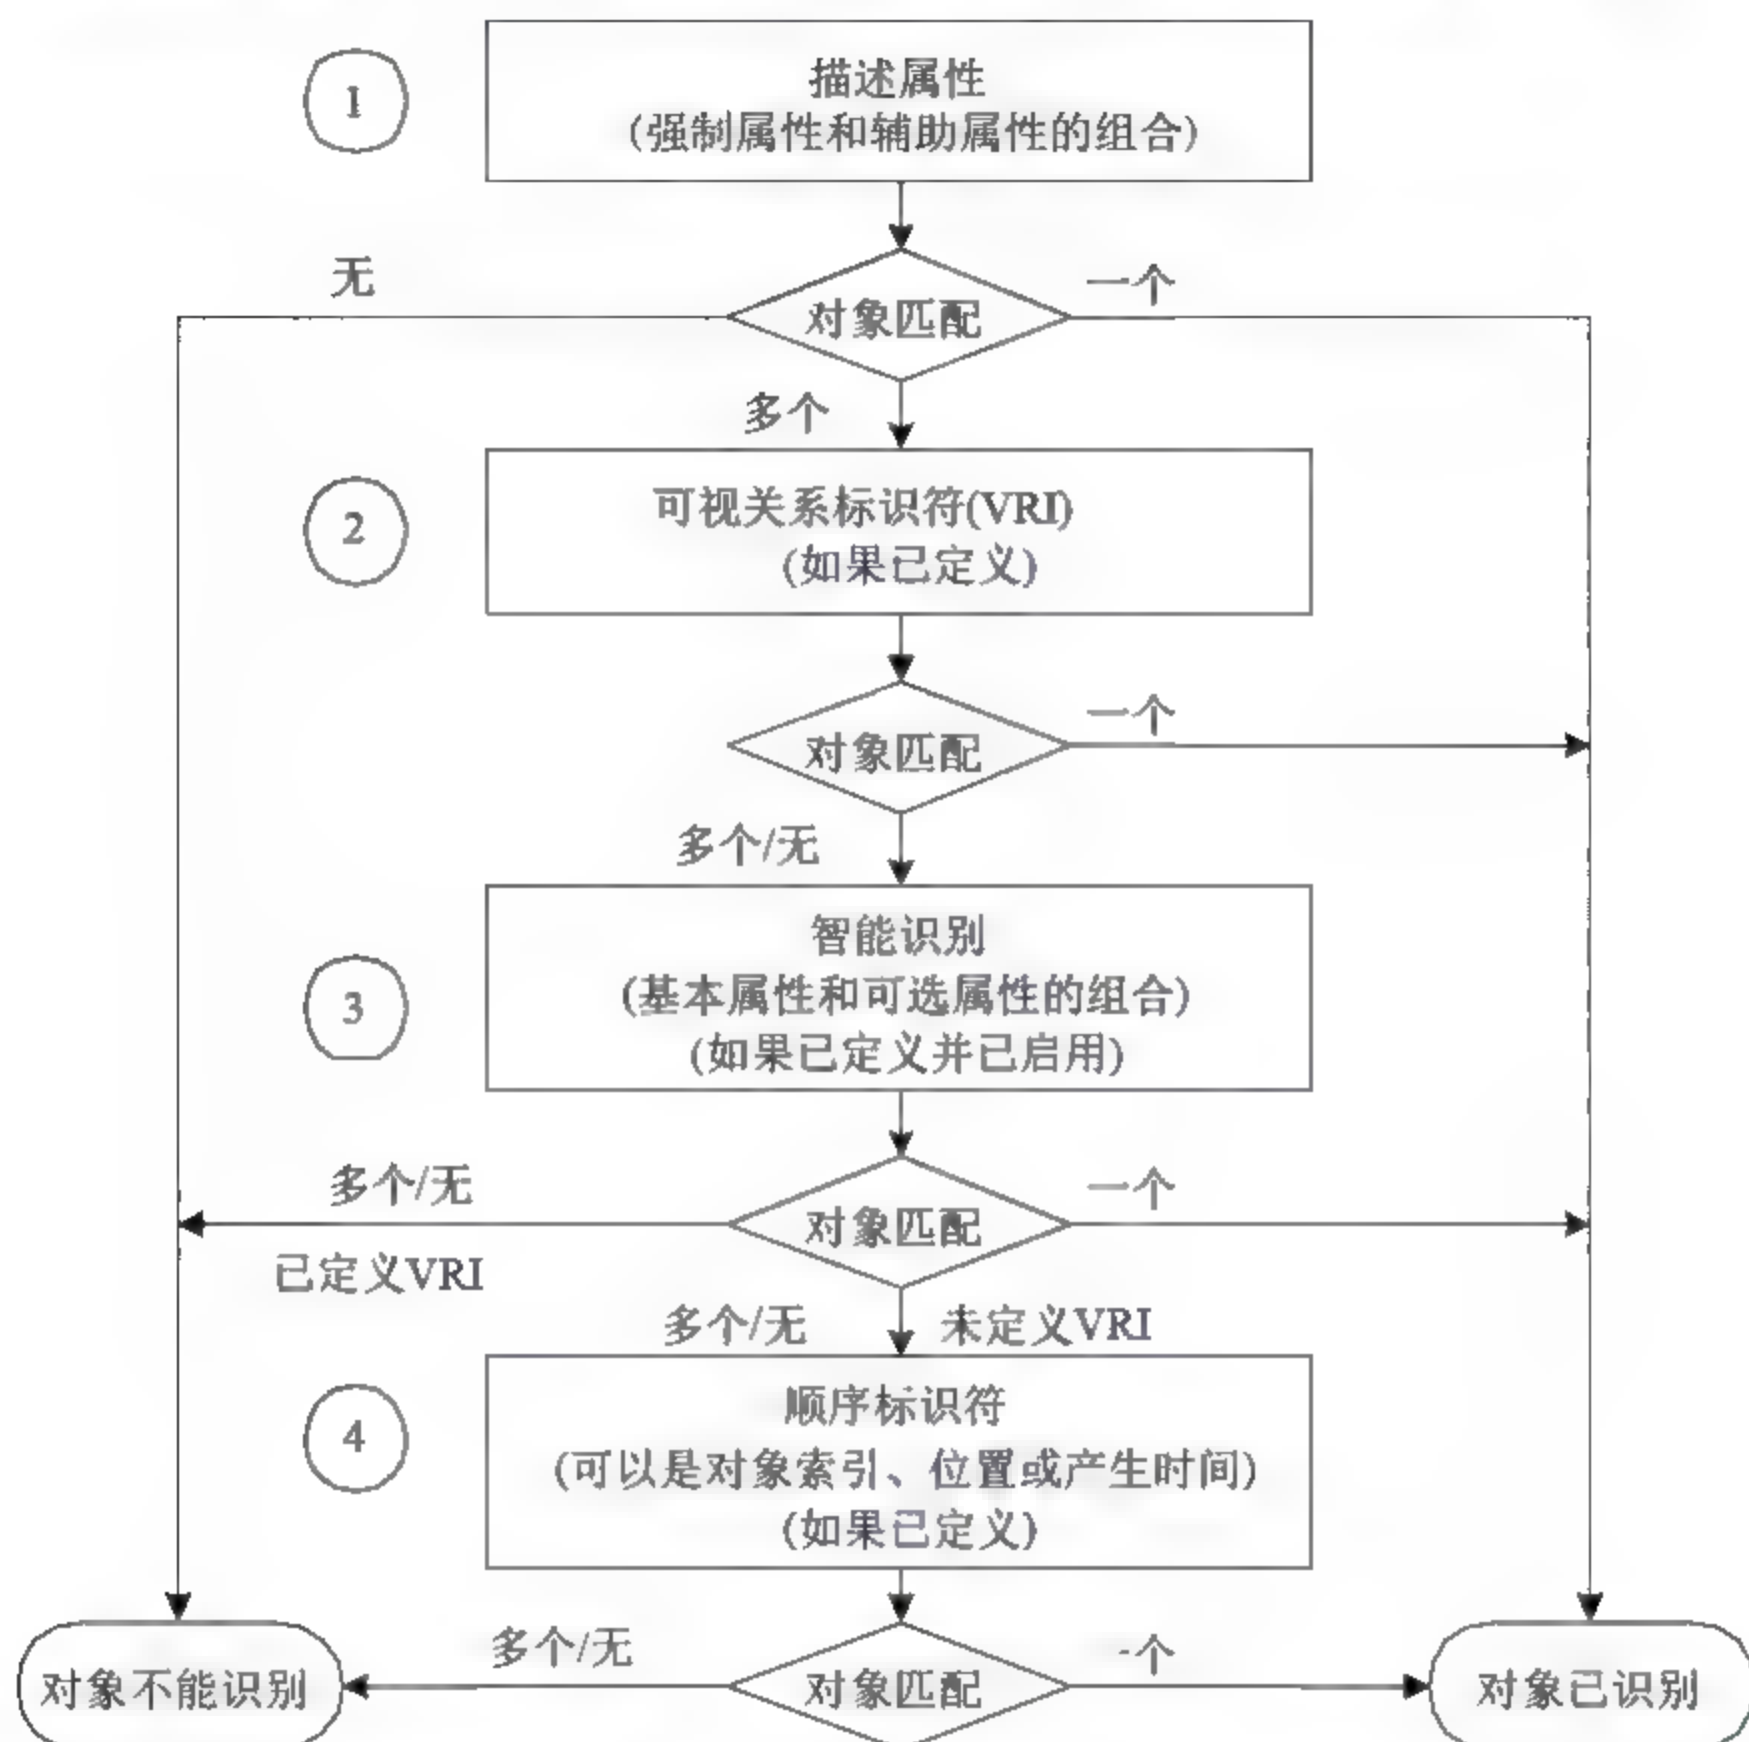 1
描述属性
(强制属性和辅助属性的组合)
无
一个
对象匹配
多个
2
可视关系标识符(VRI)
(如果已定义)
一个
对象匹配
多个/无
3
智能识别
(基本属性和可选属性的组合)
(如果已定义并已启用)
多个/无
一个
对象匹配
已定义VRI
多个/无
未定义VRI
4
顺序标识符
(可以是对象索引、位置或产生时间)
(如果已定义)
多个/无
一个
对象不能识别
对象匹配
对象已识别